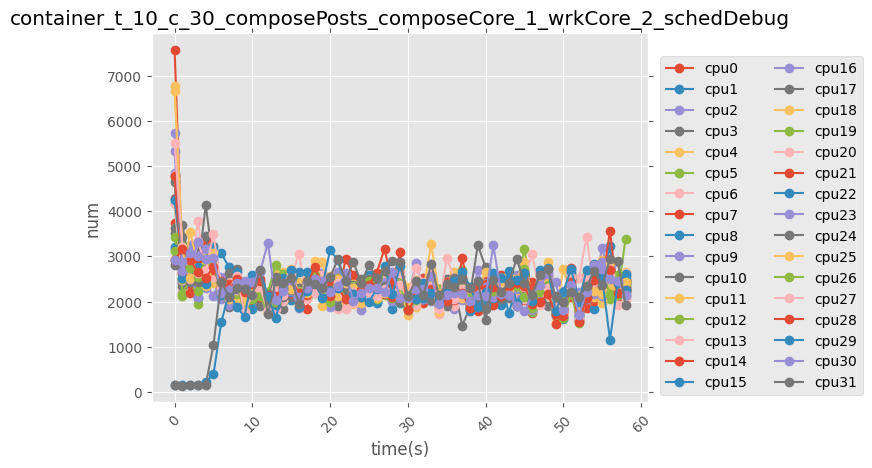 container_t_10_c_30_composePosts_composeCore_1_wrkCore_2_schedDebug
num
7000
6000
5000
4000
3000
2000
1000
0
0
10
20
30
40
50
60
time(s)
cpu0
cpu1
cpu2
cpu3
cpu4
cpu5
cpu6
cpu7
cpu8
cpu9
cpu10
cpu11
cpu12
cpu13
cpu14
cpu15
cpu16
cpu17
cpu18
cpu19
cpu20
cpu21
cpu22
cpu23
cpu24
cpu25
cpu26
cpu27
cpu28
cpu29
cpu30
cpu31